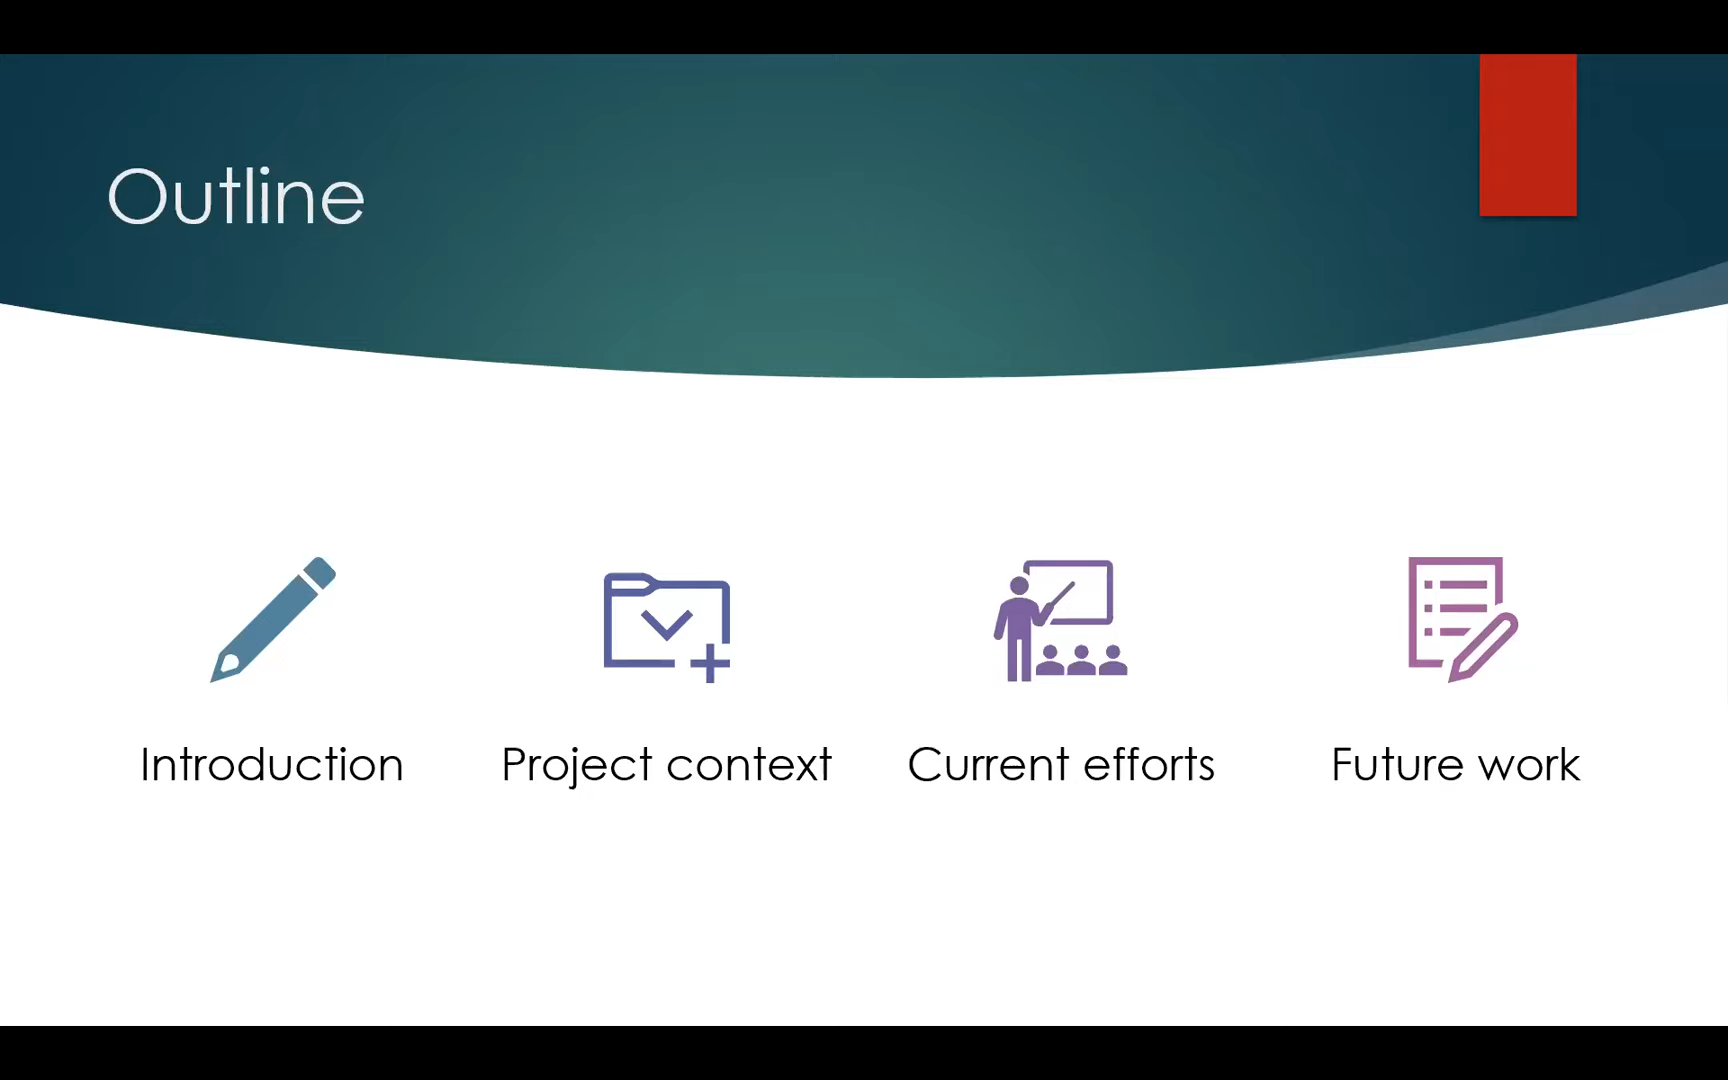 Outline
Introduction
Project context
Current efforts
Future work